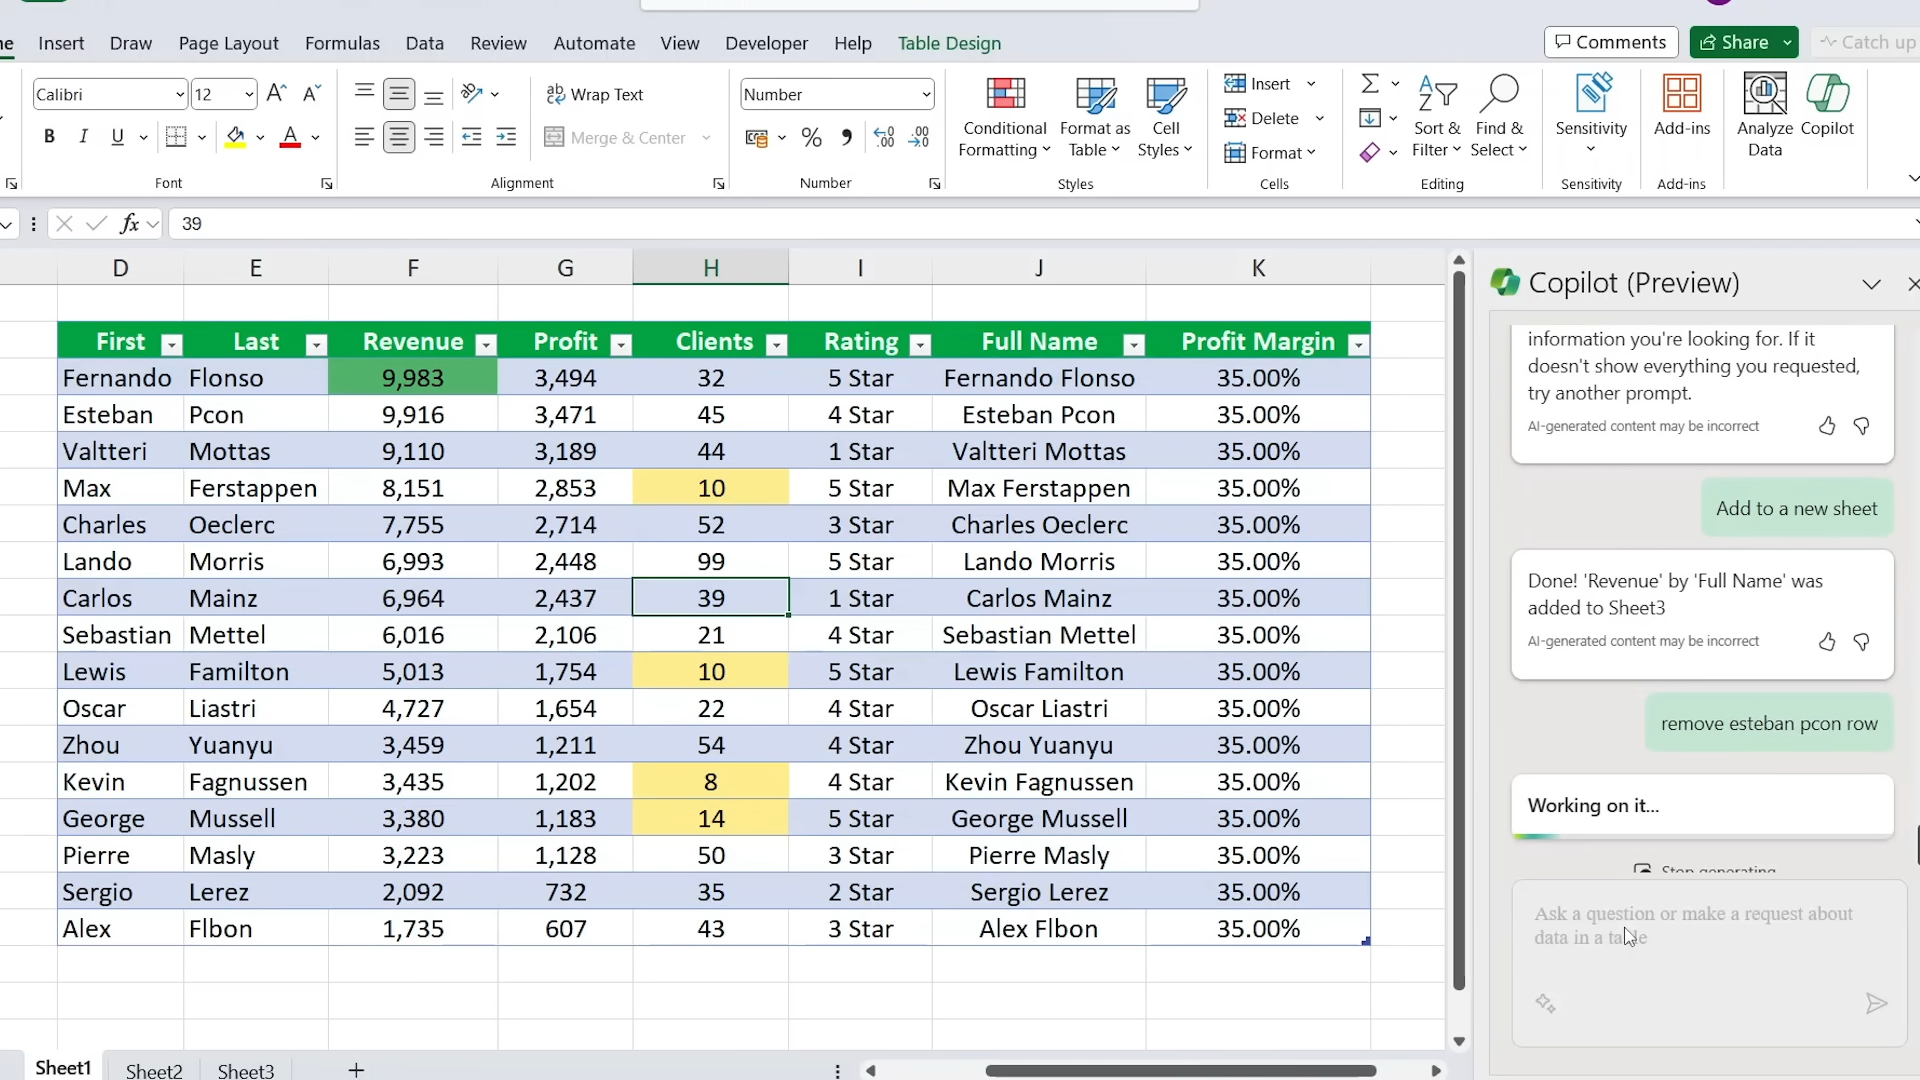 Insert Draw Page Layout Formulas Data Review Automate View Developer Help Table Design Comments Share Catch up
Calibri 12 Wrap Text Number Insert
B I U Merge & Center % Conditional Formatting Format as Table Cell Styles Delete Format Sort & Filter Find & Select Sensitivity Add-ins Analyze Data Copilot
Font Alignment Number Styles Cells Editing Sensitivity Add-ins
fx 39
D E F G H I J K
First Last Revenue Profit Clients Rating Full Name Profit Margin
Fernando Flonso 9,983 3,494 32 5 Star Fernando Flonso 35.00%
Esteban Pcon 9,916 3,471 45 4 Star Esteban Pcon 35.00%
Valtteri Mottas 9,110 3,189 44 1 Star Valtteri Mottas 35.00%
Max Ferstappen 8,151 2,853 10 5 Star Max Ferstappen 35.00%
Charles Oeclerc 7,755 2,714 52 3 Star Charles Oeclerc 35.00%
Lando Morris 6,993 2,448 99 5 Star Lando Morris 35.00%
Carlos Mainz 6,964 2,437 39 1 Star Carlos Mainz 35.00%
Sebastian Mettel 6,016 2,106 21 4 Star Sebastian Mettel 35.00%
Lewis Familton 5,013 1,754 10 5 Star Lewis Familton 35.00%
Oscar Liastri 4,727 1,654 22 4 Star Oscar Liastri 35.00%
Zhou Yuanyu 3,459 1,211 54 4 Star Zhou Yuanyu 35.00%
Kevin Fagnussen 3,435 1,202 8 4 Star Kevin Fagnussen 35.00%
George Mussell 3,380 1,183 14 5 Star George Mussell 35.00%
Pierre Masly 3,223 1,128 50 3 Star Pierre Masly 35.00%
Sergio Lerez 2,092 732 35 2 Star Sergio Lerez 35.00%
Alex Flbon 1,735 607 43 3 Star Alex Flbon 35.00%
Sheet1 Sheet2 Sheet3
Copilot (Preview)
information you're looking for. If it
doesn't show everything you requested,
try another prompt.
AI-generated content may be incorrect
Add to a new sheet
Done! 'Revenue' by 'Full Name' was
added to Sheet3
AI-generated content may be incorrect
remove esteban pcon row
Working on it...
Stop generating
Ask a question or make a request about
data in a table